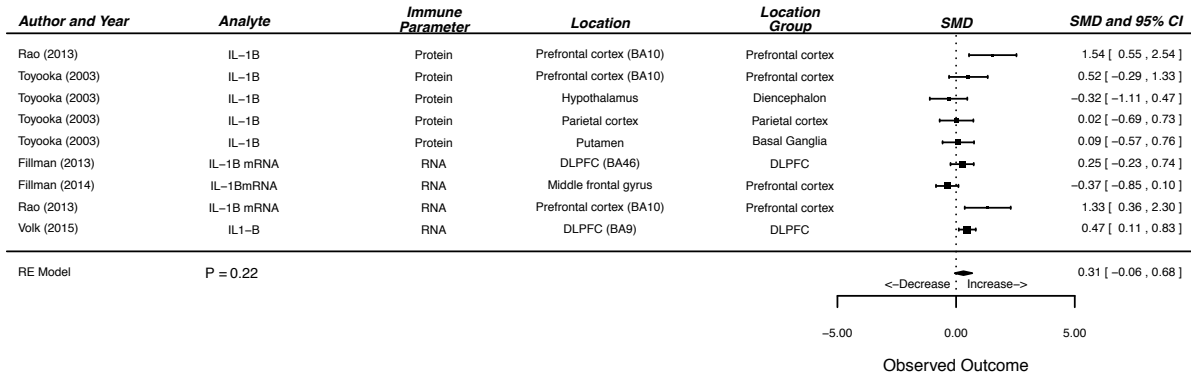 Author and Year Analyte Immune Parameter Location Location Group SMD SMD and 95% CI
Rao (2013) IL−1B Protein Prefrontal cortex (BA10) Prefrontal cortex 1.54 [ 0.55 , 2.54 ]
Toyooka (2003) IL−1B Protein Prefrontal cortex (BA10) Prefrontal cortex 0.52 [ −0.29 , 1.33 ]
Toyooka (2003) IL−1B Protein Hypothalamus Diencephalon −0.32 [ −1.11 , 0.47 ]
Toyooka (2003) IL−1B Protein Parietal cortex Parietal cortex 0.02 [ −0.69 , 0.73 ]
Toyooka (2003) IL−1B Protein Putamen Basal Ganglia 0.09 [ −0.57 , 0.76 ]
Fillman (2013) IL−1B mRNA RNA DLPFC (BA46) DLPFC 0.25 [ −0.23 , 0.74 ]
Fillman (2014) IL−1BmRNA RNA Middle frontal gyrus Prefrontal cortex −0.37 [ −0.85 , 0.10 ]
Rao (2013) IL−1B mRNA RNA Prefrontal cortex (BA10) Prefrontal cortex 1.33 [ 0.36 , 2.30 ]
Volk (2015) IL1−B RNA DLPFC (BA9) DLPFC 0.47 [ 0.11 , 0.83 ]
RE Model P = 0.22 0.31 [ −0.06 , 0.68 ]
<−Decrease Increase−>
−5.00 0.00 5.00
Observed Outcome